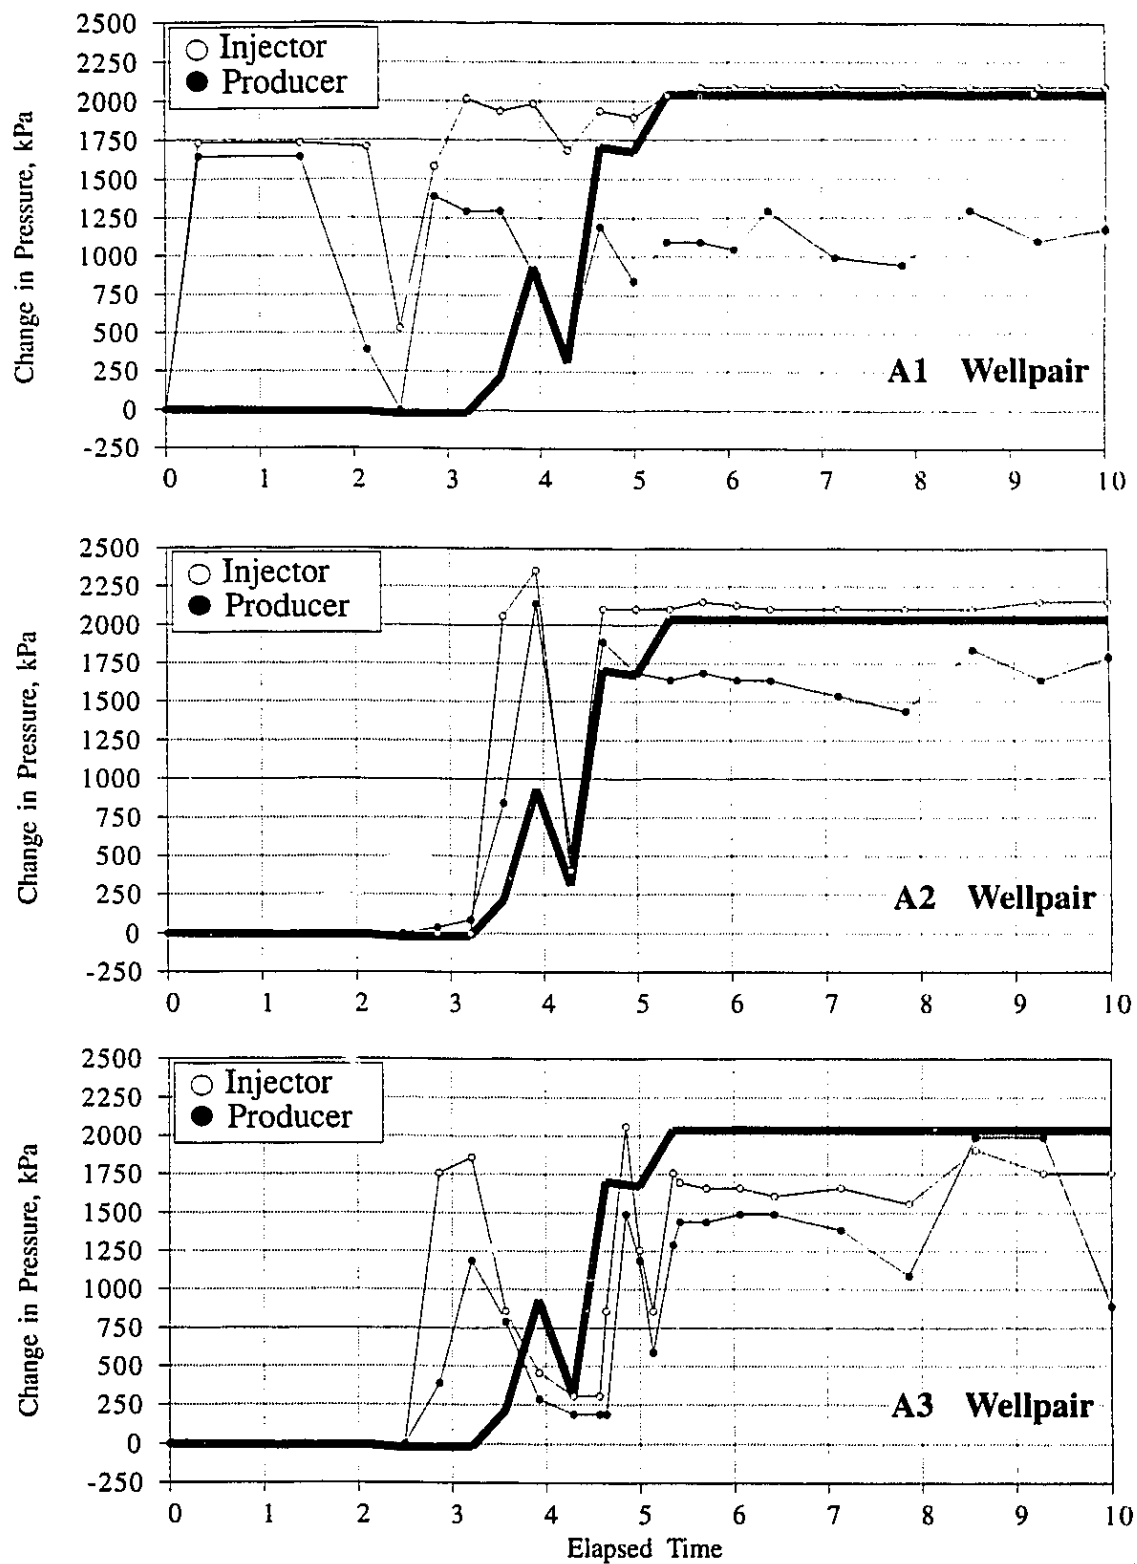 2500
2250
2000
1750
1500
1250
1000
750
500
250
0
-250
Change in Pressure, kPa
Injector
Producer
A1 Wellpair
0 1 2 3 4 5 6 7 8 9 10
2500
2250
2000
1750
1500
1250
1000
750
500
250
0
-250
Change in Pressure, kPa
Injector
Producer
A2 Wellpair
0 1 2 3 4 5 6 7 8 9 10
2500
2250
2000
1750
1500
1250
1000
750
500
250
0
-250
Change in Pressure, kPa
Injector
Producer
A3 Wellpair
0 1 2 3 4 5 6 7 8 9 10
Elapsed Time